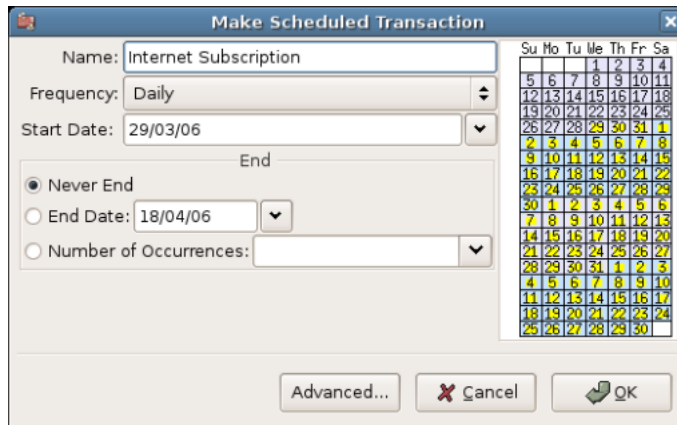 Make Scheduled Transaction
Name: Internet Subscription
Frequency: Daily
Start Date: 29/03/06
End
Never End
End Date: 18/04/06
Number of Occurrences:
Su Mo Tu We Th Fr Sa
1 2 3 4
5 6 7 8 9 10 11
12 13 14 15 16 17 18
19 20 21 22 23 24 25
26 27 28 29 30 31 1
2 3 4 5 6 7 8
9 10 11 12 13 14 15
16 17 18 19 20 21 22
23 24 25 26 27 28 29
30 1 2 3 4 5 6
7 8 9 10 11 12 13
14 15 16 17 18 19 20
21 22 23 24 25 26 27
28 29 30 31 1 2 3
4 5 6 7 8 9 10
11 12 13 14 15 16 17
18 19 20 21 22 23 24
25 26 27 28 29 30
Advanced... Cancel OK